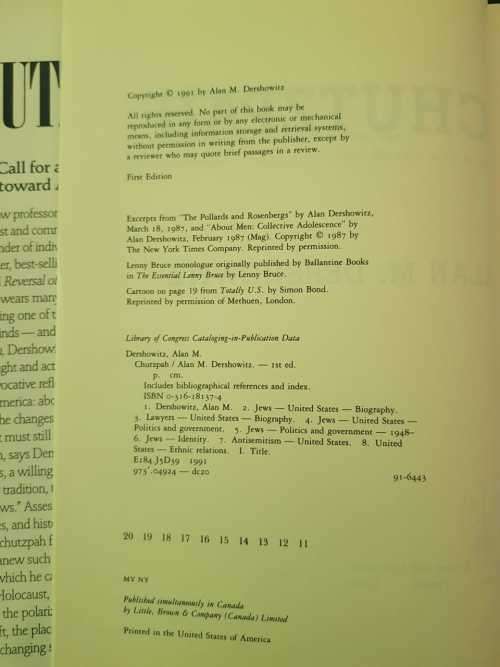 UT
Call for a
toward
w professor
st and comr
nder of indiv
er, best-selli
Reversal of
wears many
ing one of t
inds — and
, Dershow
ght and act
ocative refl
merica: abo
he changes
t must still
n, says Der
s, a willing
tradition,
ws." Asses
s, and histo
chutzpah f
anew such
which he ca
Holocaust,
the polari
ft, the plac
changing s
Copyright © 1991 by Alan M. Dershowitz
All rights reserved. No part of this book may be
reproduced in any form or by any electronic or mechanical
means, including information storage and retrieval systems,
without permission in writing from the publisher, except by
a reviewer who may quote brief passages in a review.
First Edition
Excerpts from "The Pollards and Rosenbergs" by Alan Dershowitz,
March 18, 1987, and "About Men: Collective Adolescence" by
Alan Dershowitz, February 1987 (Mag). Copyright © 1987 by
The New York Times Company. Reprinted by permission.
Lenny Bruce monologue originally published by Ballantine Books
in The Essential Lenny Bruce by Lenny Bruce.
Cartoon on page 19 from Totally U.S. by Simon Bond.
Reprinted by permission of Methuen, London.
Library of Congress Cataloging-in-Publication Data
Dershowitz, Alan M.
Chutzpah / Alan M. Dershowitz. — 1st ed.
p. cm.
Includes bibliographical references and index.
ISBN 0-316-18137-4
1. Dershowitz, Alan M. 2. Jews — United States — Biography.
3. Lawyers — United States — Biography. 4. Jews — United States —
Politics and government. 5. Jews — Politics and government — 1948–
6. Jews — Identity. 7. Antisemitism — United States. 8. United
States — Ethnic relations. I. Title.
E184.J5D59 1991
973'.04924 — dc20
91-6443
20 19 18 17 16 15 14 13 12 11
MV NY
Published simultaneously in Canada
by Little, Brown & Company (Canada) Limited
Printed in the United States of America